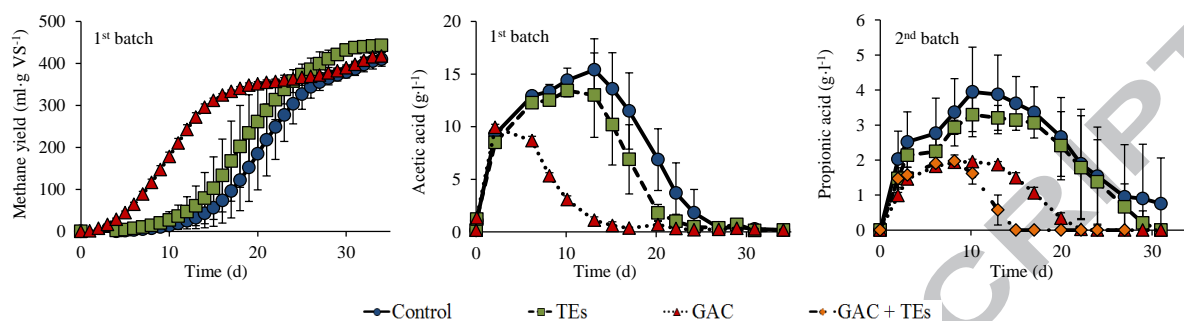 Methane yield (ml·g VS⁻¹)
500
400
300
200
100
0
1st batch
0 10 20 30
Time (d)
Acetic acid (g·l⁻¹)
20
15
10
5
0
1st batch
0 10 20 30
Time (d)
Propionic acid (g·l⁻¹)
6
5
4
3
2
1
0
2nd batch
0 10 20 30
Time (d)
Control TEs GAC GAC + TEs
CRIPT